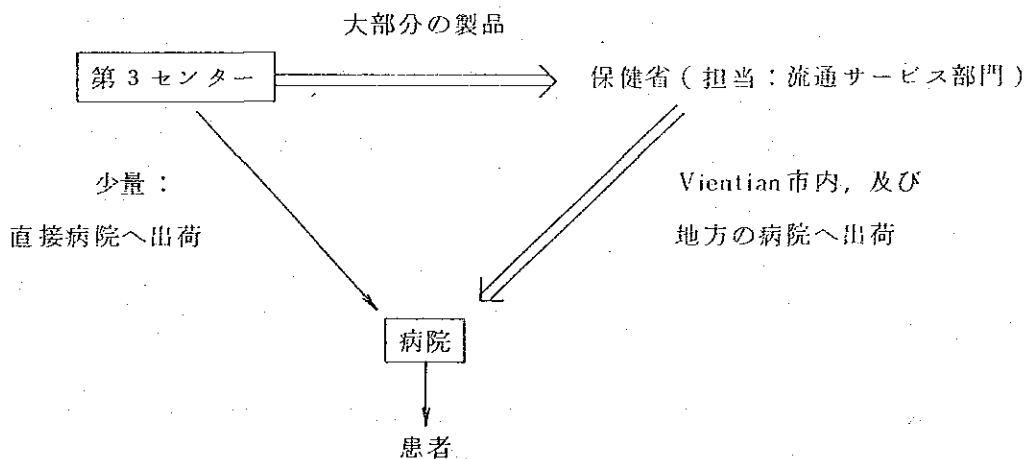 大部分の製品
第3センター
保健省(担当:流通サービス部門)
少量:
直接病院へ出荷
Vientian市内,及び
地方の病院へ出荷
病院
患者